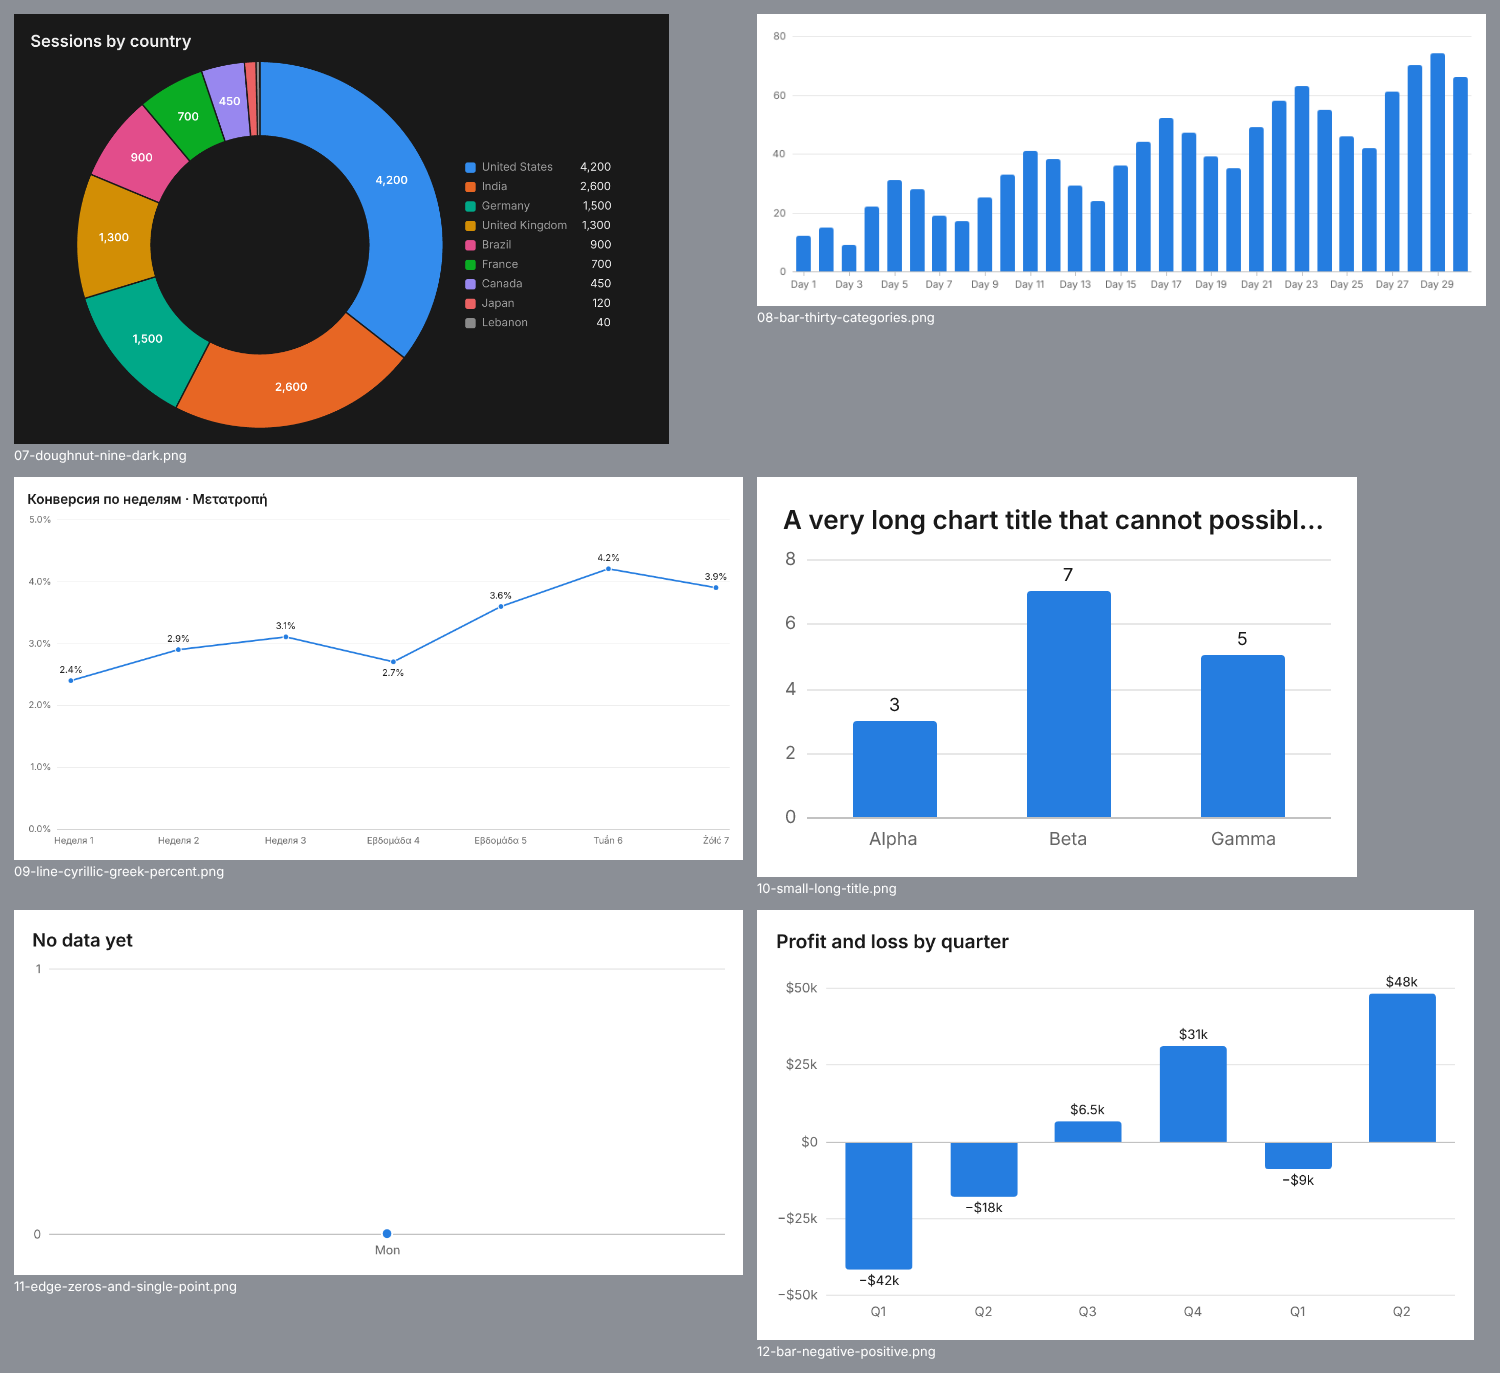 Sessions by country
4,200
2,600
1,500
1,300
900
700
450
United States 4,200
India 2,600
Germany 1,500
United Kingdom 1,300
Brazil 900
France 700
Canada 450
Japan 120
Lebanon 40
07-doughnut-nine-dark.png
80
60
40
20
0
Day 1 Day 3 Day 5 Day 7 Day 9 Day 11 Day 13 Day 15 Day 17 Day 19 Day 21 Day 23 Day 25 Day 27 Day 29
08-bar-thirty-categories.png
Конверсия по неделям · Μετατροπή
5.0%
4.0%
3.0%
2.0%
1.0%
0.0%
2.4% 2.9% 3.1% 2.7% 3.6% 4.2% 3.9%
Неделя 1 Неделя 2 Неделя 3 Εβδομάδα 4 Εβδομάδα 5 Tuần 6 Żółć 7
09-line-cyrillic-greek-percent.png
A very long chart title that cannot possibl...
8
6
4
2
0
3 7 5
Alpha Beta Gamma
10-small-long-title.png
No data yet
1
0
Mon
11-edge-zeros-and-single-point.png
Profit and loss by quarter
$50k
$25k
$0
−$25k
−$50k
−$42k −$18k $6.5k $31k −$9k $48k
Q1 Q2 Q3 Q4 Q1 Q2
12-bar-negative-positive.png